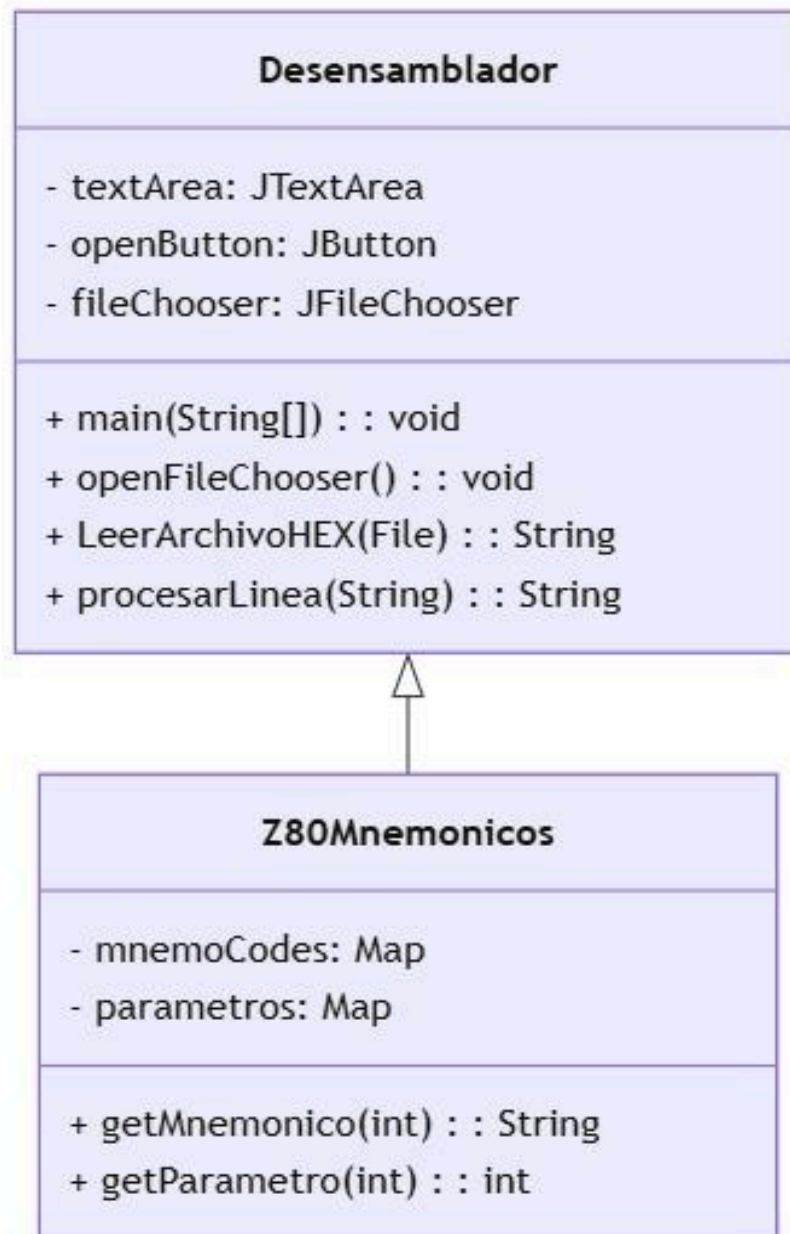 Desensamblador
- textArea: JTextArea
- openButton: JButton
- fileChooser: JFileChooser
+ main(String[]) : : void
+ openFileChooser() : : void
+ LeerArchivoHEX(File) : : String
+ procesarLinea(String) : : String
Z80Mnemonicos
- mnemoCodes: Map
- parametros: Map
+ getMnemonico(int) : : String
+ getParametro(int) : : int